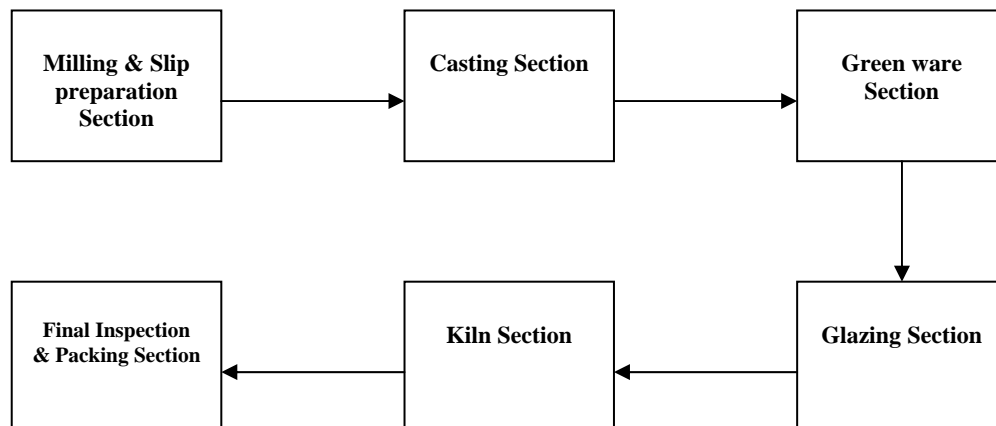 Milling & Slip
preparation
Section
Casting Section
Green ware
Section
Glazing Section
Kiln Section
Final Inspection
& Packing Section